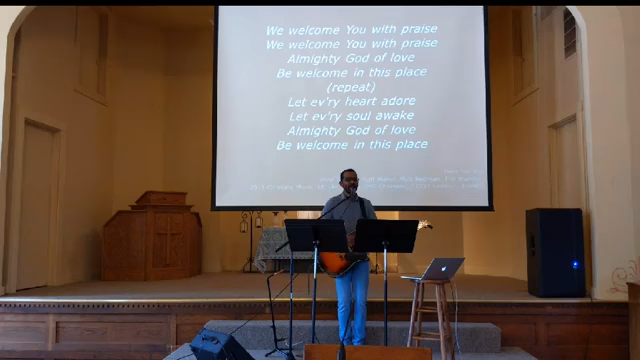 We welcome You with praise
We welcome You with praise
Almighty God of love
Be welcome in this place
(repeat)
Let ev'ry heart adore
Let ev'ry soul awake
Almighty God of love
Be welcome in this place